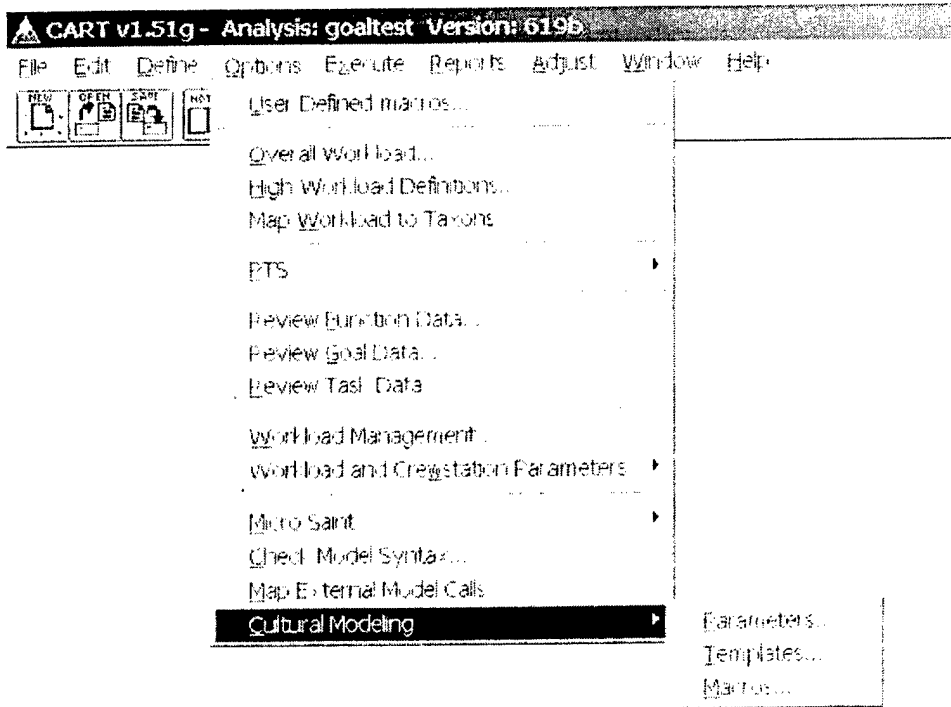 CART v1.51g - Analysis: goaltest Version: 619b
File Edit Define Options Execute Reports Adjust Window Help
NEW OPEN SAVE NOT
User Defined macros...
Overall Workload...
High Workload Definitions...
Map Workload to Taxons
PTS
Review Function Data...
Review Goal Data...
Review Task Data
Workload Management...
Workload and Crewstation Parameters
Micro Saint
Check Model Syntax...
Map External Model Calls
Cultural Modeling
Parameters...
Templates...
Macros...